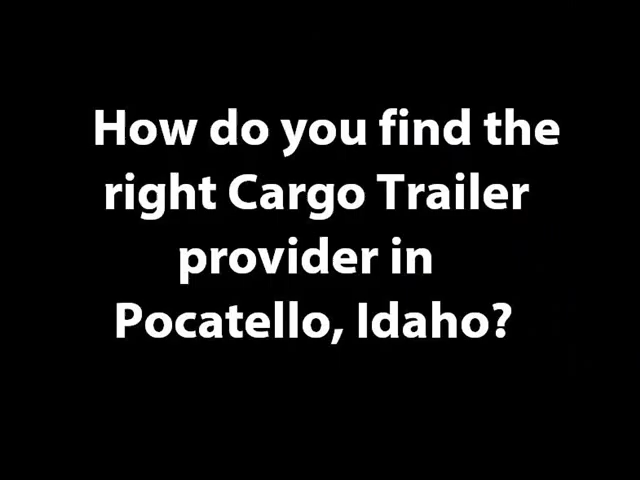 How do you find the
right Cargo Trailer
provider in
Pocatello, Idaho?